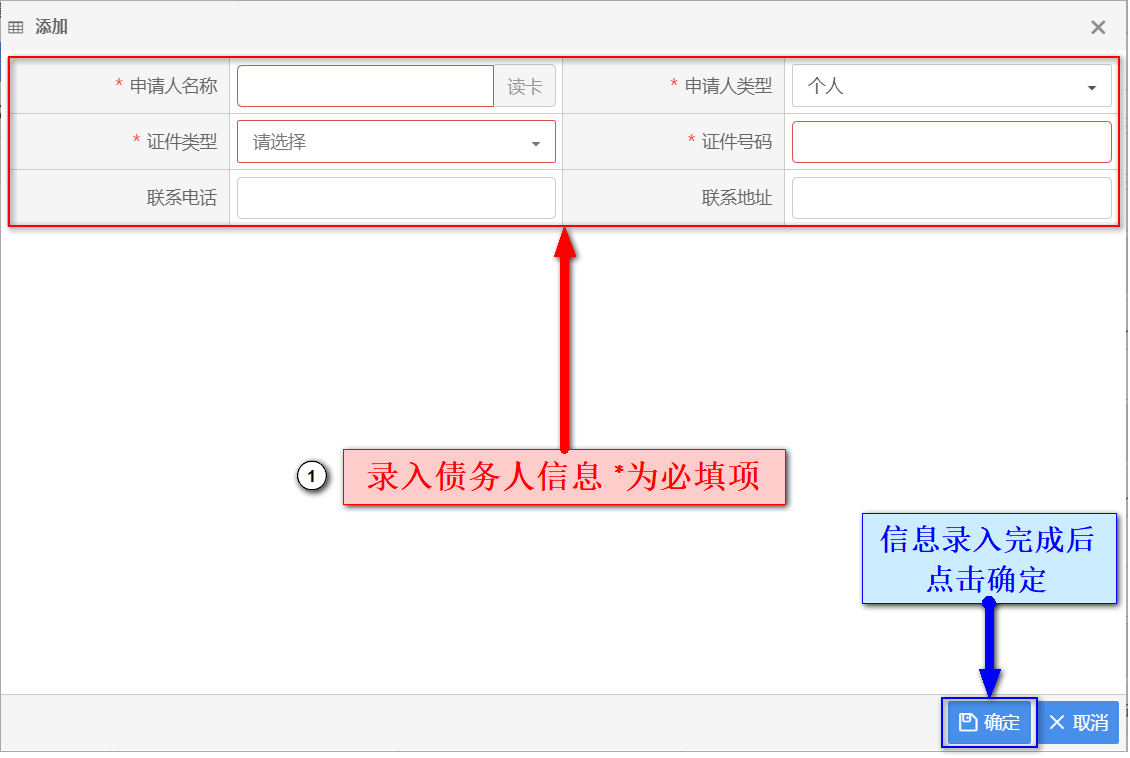 添加
* 申请人名称 读卡 * 申请人类型 个人
* 证件类型 请选择 * 证件号码
联系电话 联系地址
1 录入债务人信息 *为必填项
信息录入完成后
点击确定
确定 取消